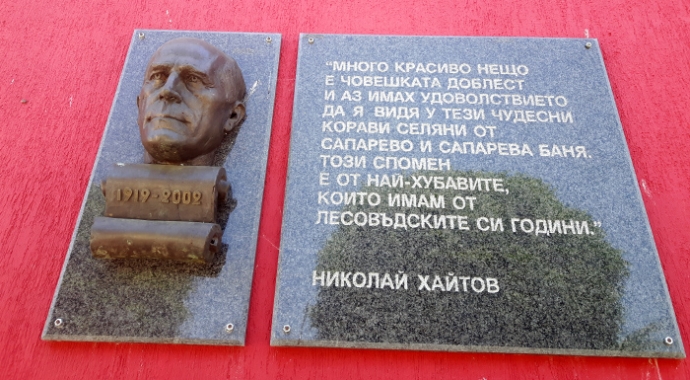 1919-2002
"МНОГО КРАСИВО НЕЩО
Е ЧОВЕШКАТА ДОБЛЕСТ
И АЗ ИМАХ УДОВОЛСТВИЕТО
ДА Я ВИДЯ У ТЕЗИ ЧУДЕСНИ
КОРАВИ СЕЛЯНИ ОТ
САПАРЕВО И САПАРЕВА БАНЯ.
ТОЗИ СПОМЕН
Е ОТ НАЙ-ХУБАВИТЕ,
КОИТО ИМАМ ОТ
ЛЕСОВЪДСКИТЕ СИ ГОДИНИ."
НИКОЛАЙ ХАЙТОВ